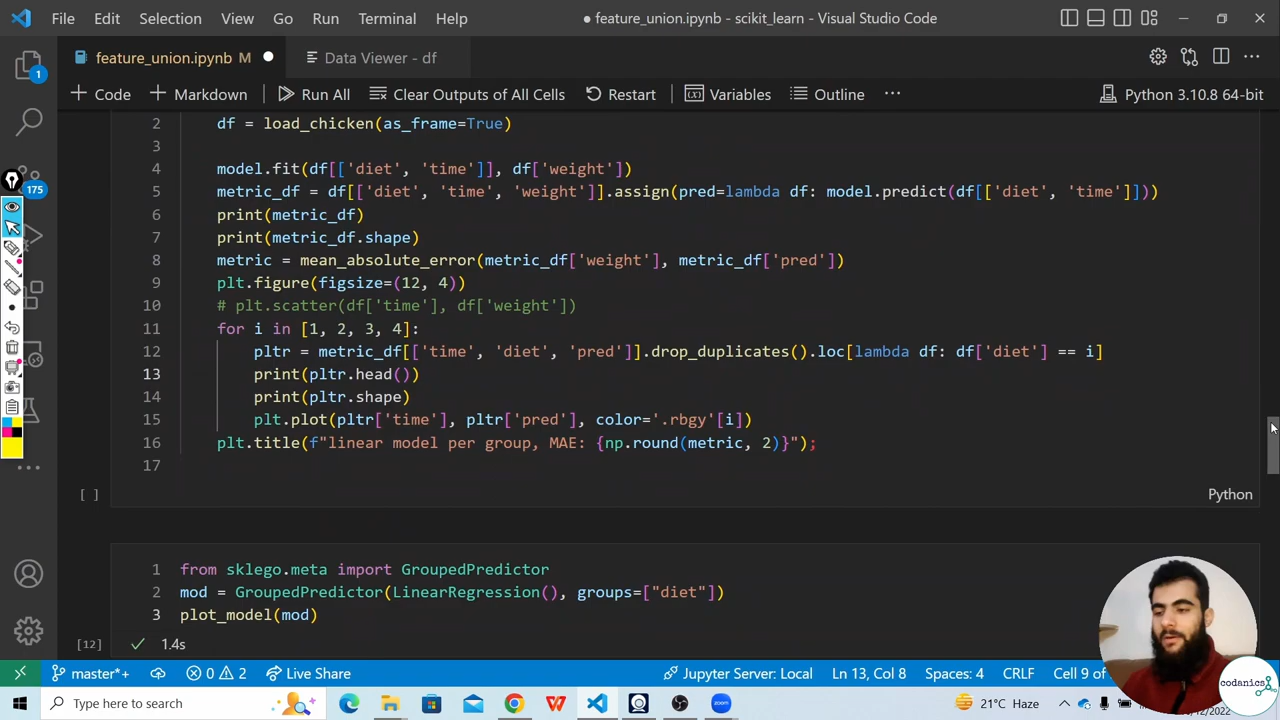 File Edit Selection View Go Run Terminal Help ● feature_union.ipynb - scikit_learn - Visual Studio Code
feature_union.ipynb M ● Data Viewer - df
+ Code + Markdown Run All Clear Outputs of All Cells Restart Variables Outline ··· Python 3.10.8 64-bit
2 df = load_chicken(as_frame=True)
3
4 model.fit(df[['diet', 'time']], df['weight'])
5 metric_df = df[['diet', 'time', 'weight']].assign(pred=lambda df: model.predict(df[['diet', 'time']]))
6 print(metric_df)
7 print(metric_df.shape)
8 metric = mean_absolute_error(metric_df['weight'], metric_df['pred'])
9 plt.figure(figsize=(12, 4))
10 # plt.scatter(df['time'], df['weight'])
11 for i in [1, 2, 3, 4]:
12 pltr = metric_df[['time', 'diet', 'pred']].drop_duplicates().loc[lambda df: df['diet'] == i]
13 print(pltr.head())
14 print(pltr.shape)
15 plt.plot(pltr['time'], pltr['pred'], color='.rbgy'[i])
16 plt.title(f"linear model per group, MAE: {np.round(metric, 2)}");
17
[ ] Python
1 from sklego.meta import GroupedPredictor
2 mod = GroupedPredictor(LinearRegression(), groups=["diet"])
3 plot_model(mod)
[12] ✓ 1.4s
1
175
master*+ 0 2 Live Share Jupyter Server: Local Ln 13, Col 8 Spaces: 4 CRLF Cell 9 of
codanics
Type here to search 21°C Haze /12/2022